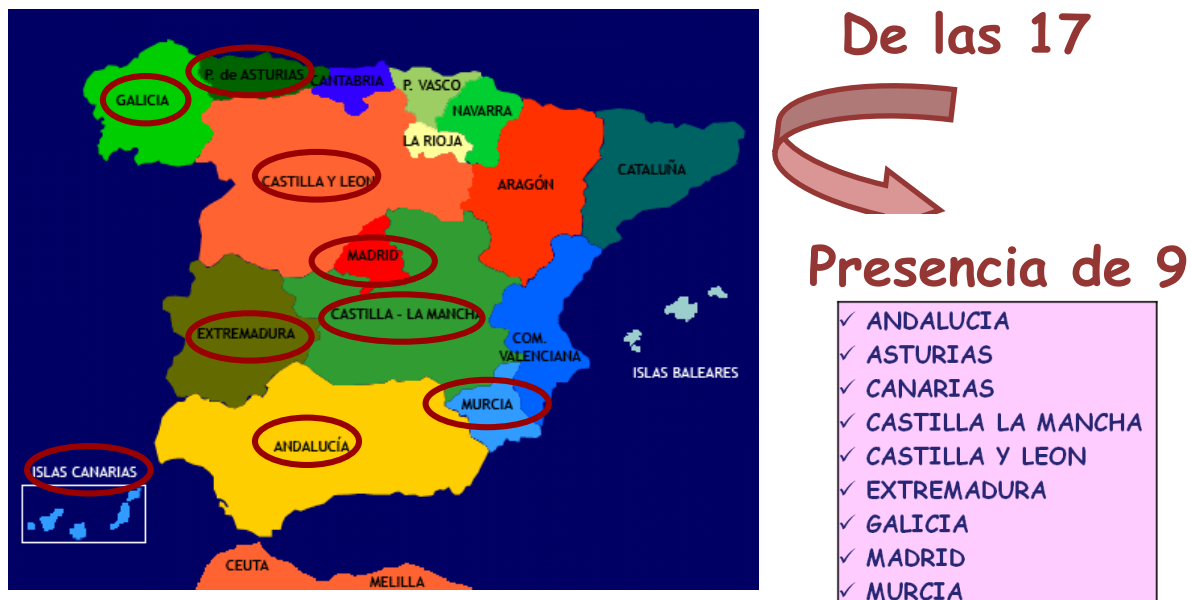 De las 17
P. de ASTURIAS
CANTABRIA
P. VASCO
GALICIA
NAVARRA
LA RIOJA
CATALUÑA
CASTILLA Y LEON
ARAGÓN
MADRID
CASTILLA - LA MANCHA
EXTREMADURA
COM.
VALENCIANA
ISLAS BALEARES
MURCIA
ANDALUCÍA
ISLAS CANARIAS
CEUTA
MELILLA
Presencia de 9
✓ ANDALUCIA
✓ ASTURIAS
✓ CANARIAS
✓ CASTILLA LA MANCHA
✓ CASTILLA Y LEON
✓ EXTREMADURA
✓ GALICIA
✓ MADRID
✓ MURCIA